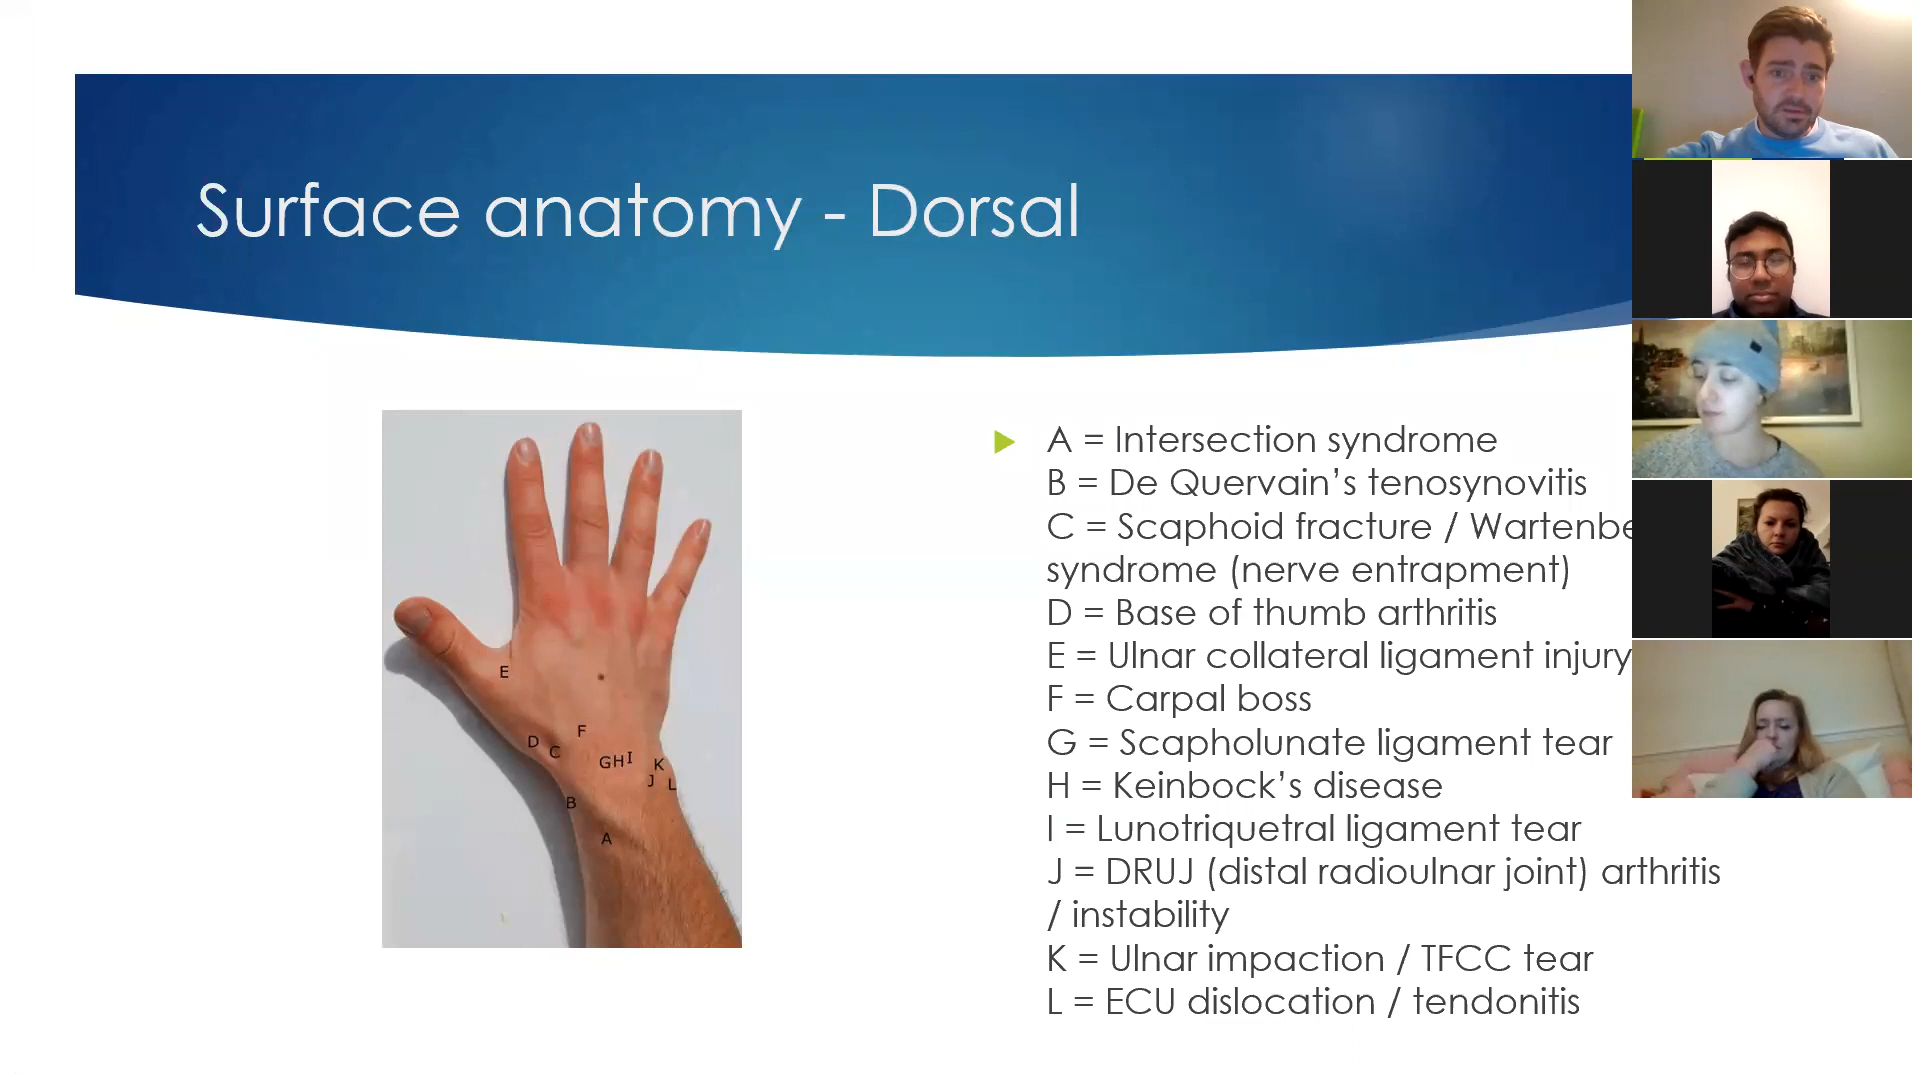 Surface anatomy - Dorsal
A = Intersection syndrome
B = De Quervain's tenosynovitis
C = Scaphoid fracture /
syndrome (nerve entrapment)
D = Base of thumb arthritis
E = Ulnar collateral ligament injury
F = Carpal boss
G = Scapholunate ligament tear
H = Keinbock's disease
I = Lunotriquetral ligament tear
J = DRUJ (distal radioulnar joint) arthritis
/ instability
K = Ulnar impaction / TFCC tear
L = ECU dislocation / tendonitis
E
F
D
C
G H I
K
J
L
B
A